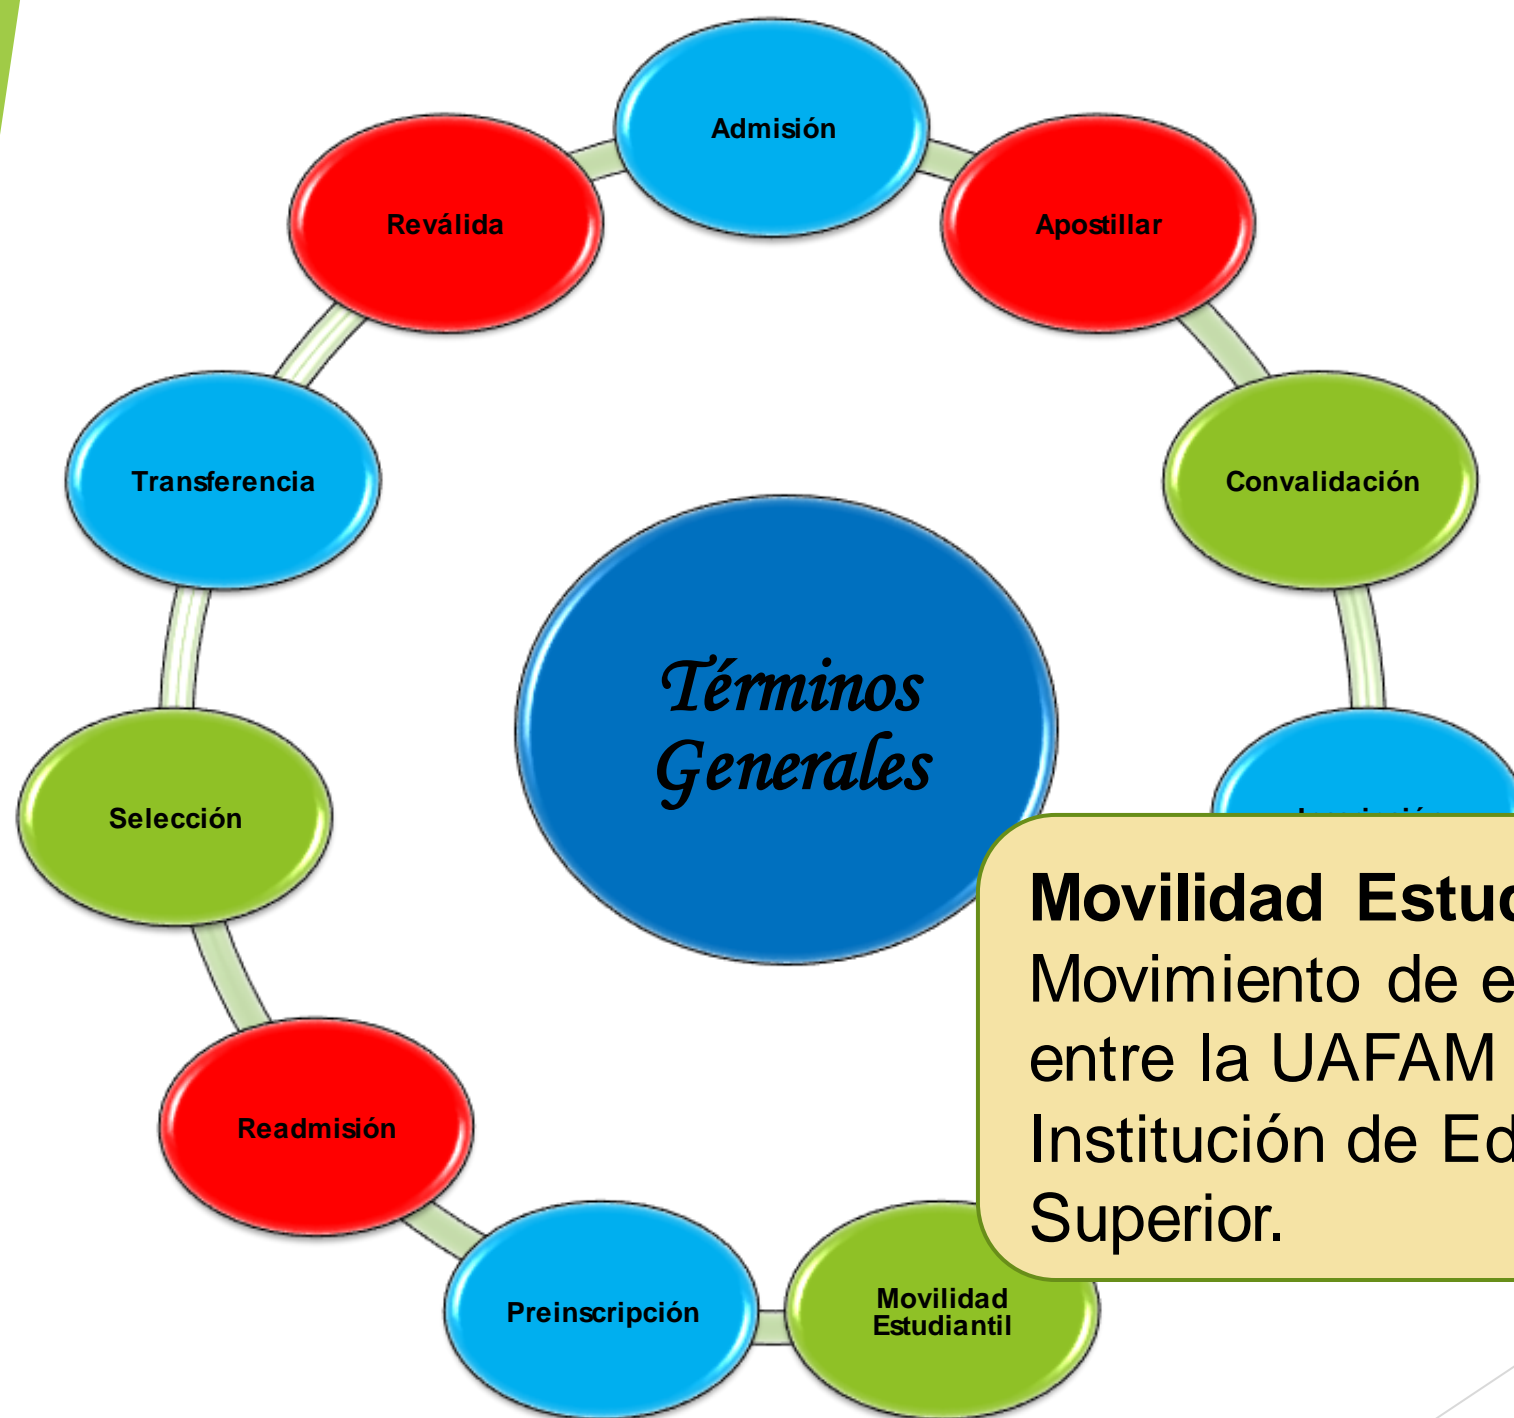 Admisión
Reválida
Apostillar
Transferencia
Convalidación
Términos
Generales
Selección
Movilidad Estud
Movimiento de e
entre la UAFAM
Institución de Ed
Superior.
Readmisión
Preinscripción
Movilidad
Estudiantil